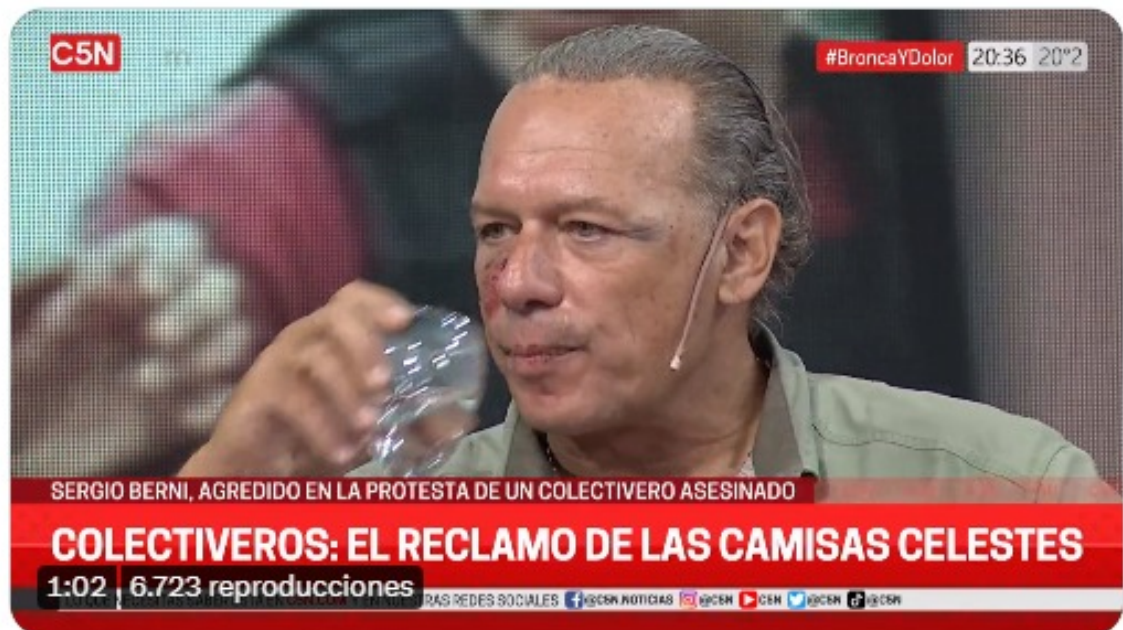 C5N
#BroncaYDolor 20:36 20°2
SERGIO BERNI, AGREDIDO EN LA PROTESTA DE UN COLECTIVERO ASESINADO
COLECTIVEROS: EL RECLAMO DE LAS CAMISAS CELESTES
1:02 6.723 reproducciones
REDES SOCIALES @C5N.NOTICIAS @C5N C5N @C5N @C5N